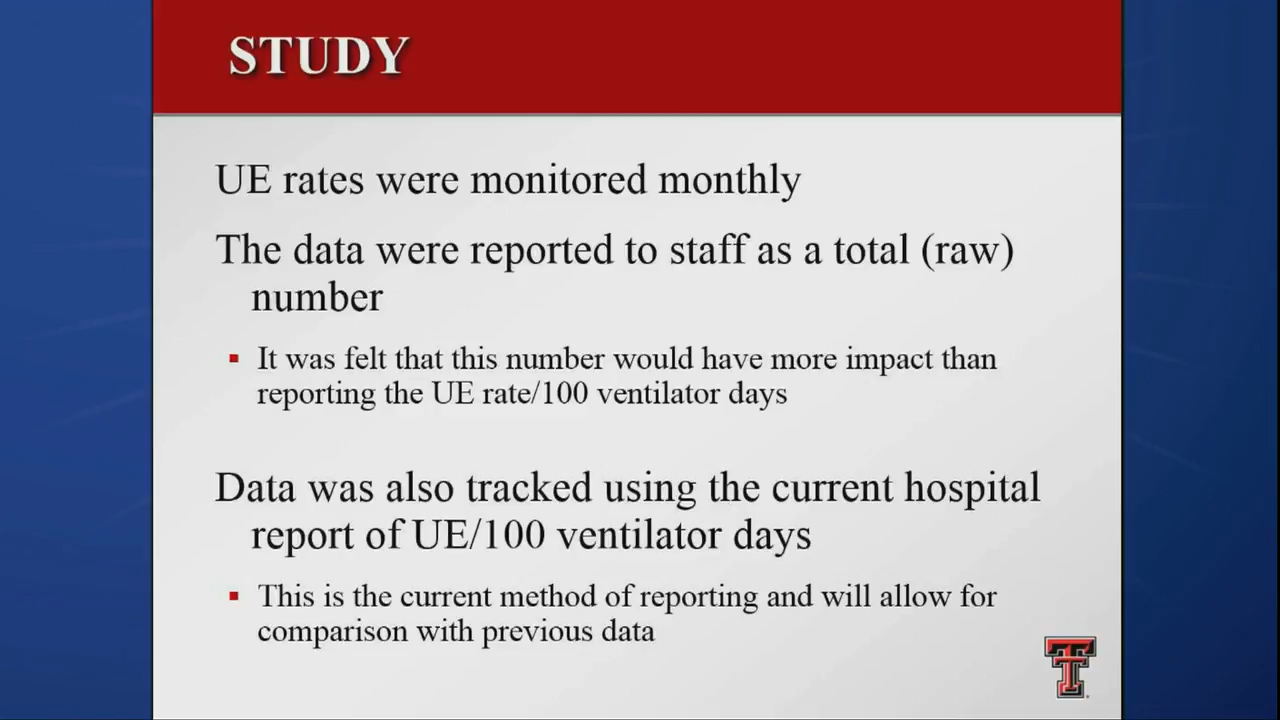 STUDY
UE rates were monitored monthly
The data were reported to staff as a total (raw)
number
▪ It was felt that this number would have more impact than
reporting the UE rate/100 ventilator days
Data was also tracked using the current hospital
report of UE/100 ventilator days
▪ This is the current method of reporting and will allow for
comparison with previous data